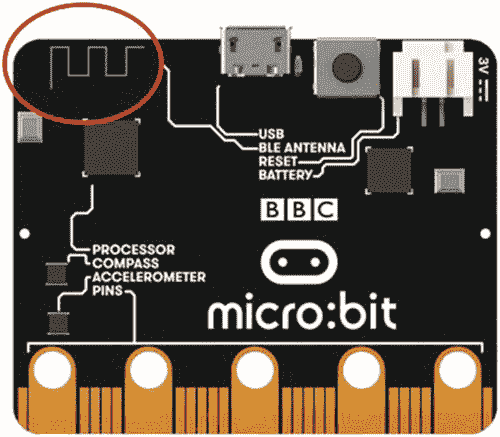 3V
USB
BLE ANTENNA
RESET
BATTERY
BBC
PROCESSOR
COMPASS
ACCELEROMETER
PINS
micro:bit